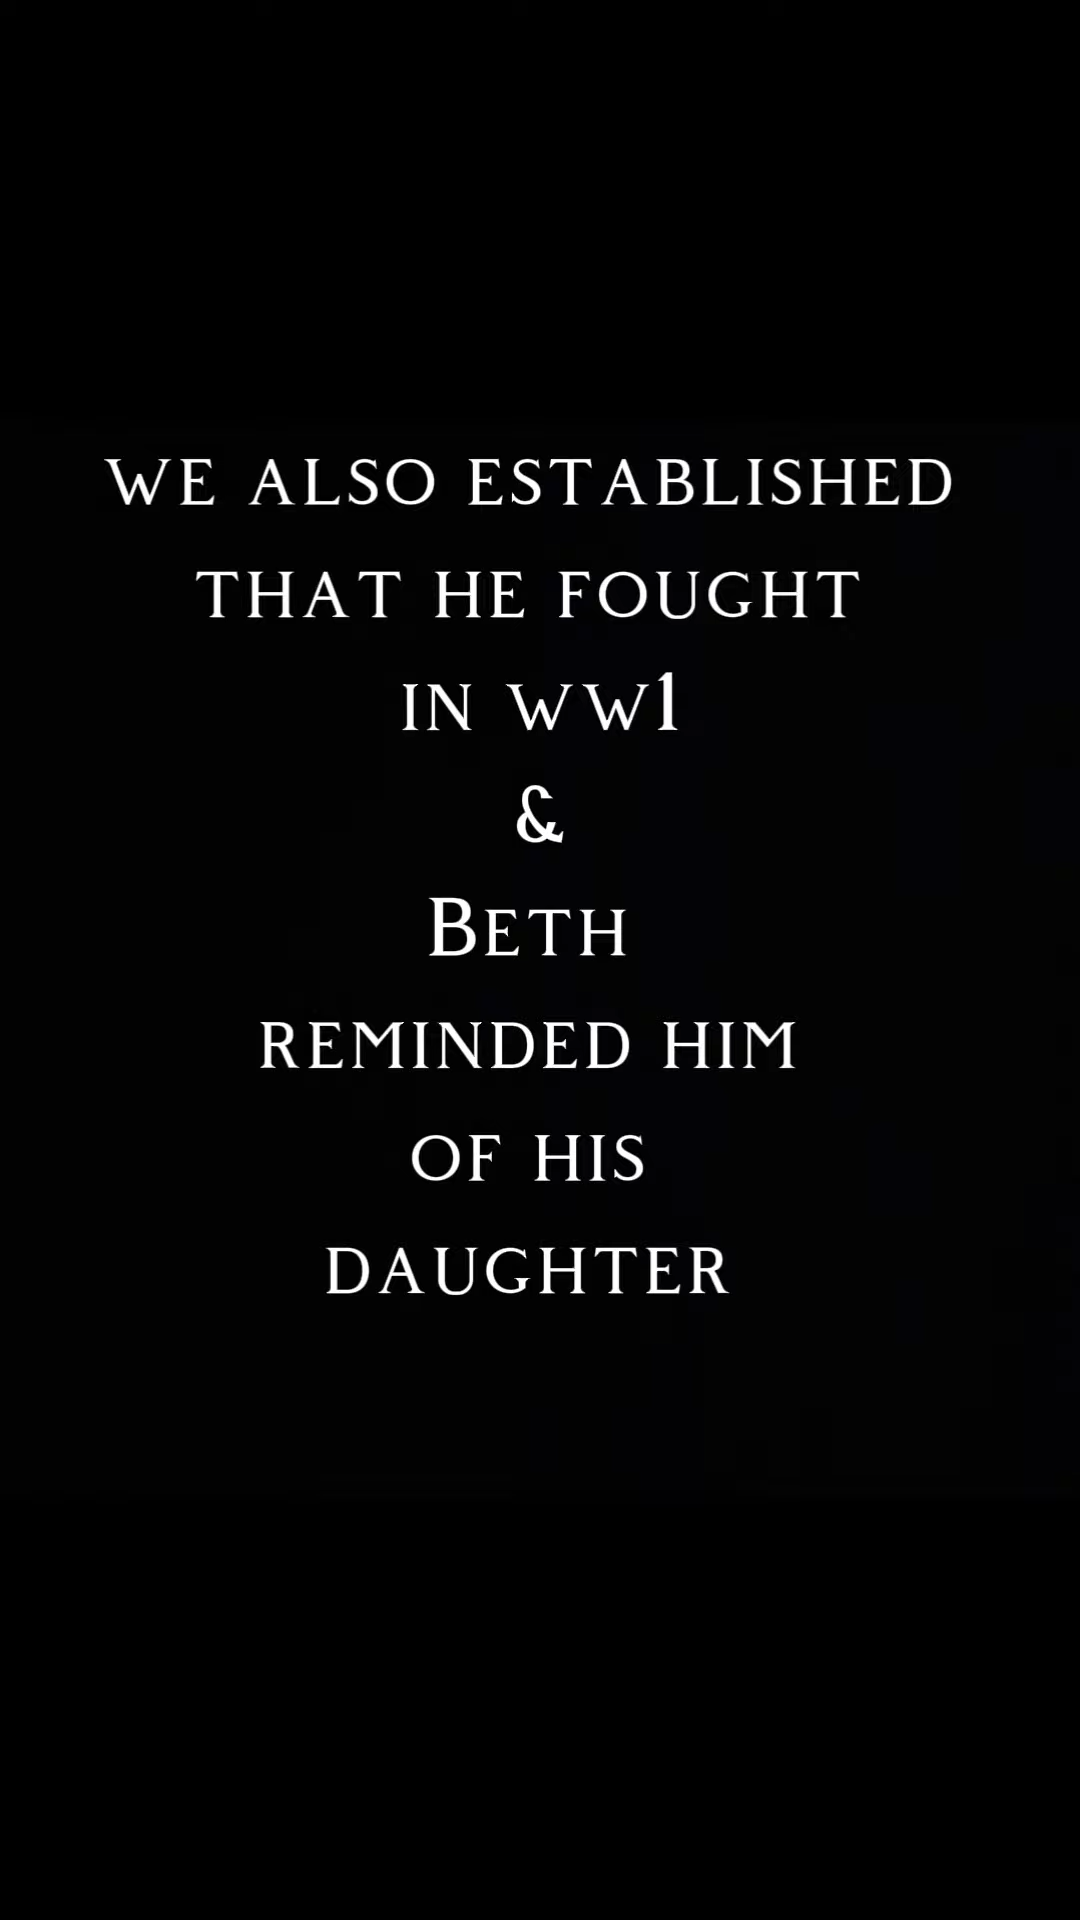 WE ALSO ESTABLISHED
THAT HE FOUGHT
IN WW1
&
BETH
REMINDED HIM
OF HIS
DAUGHTER